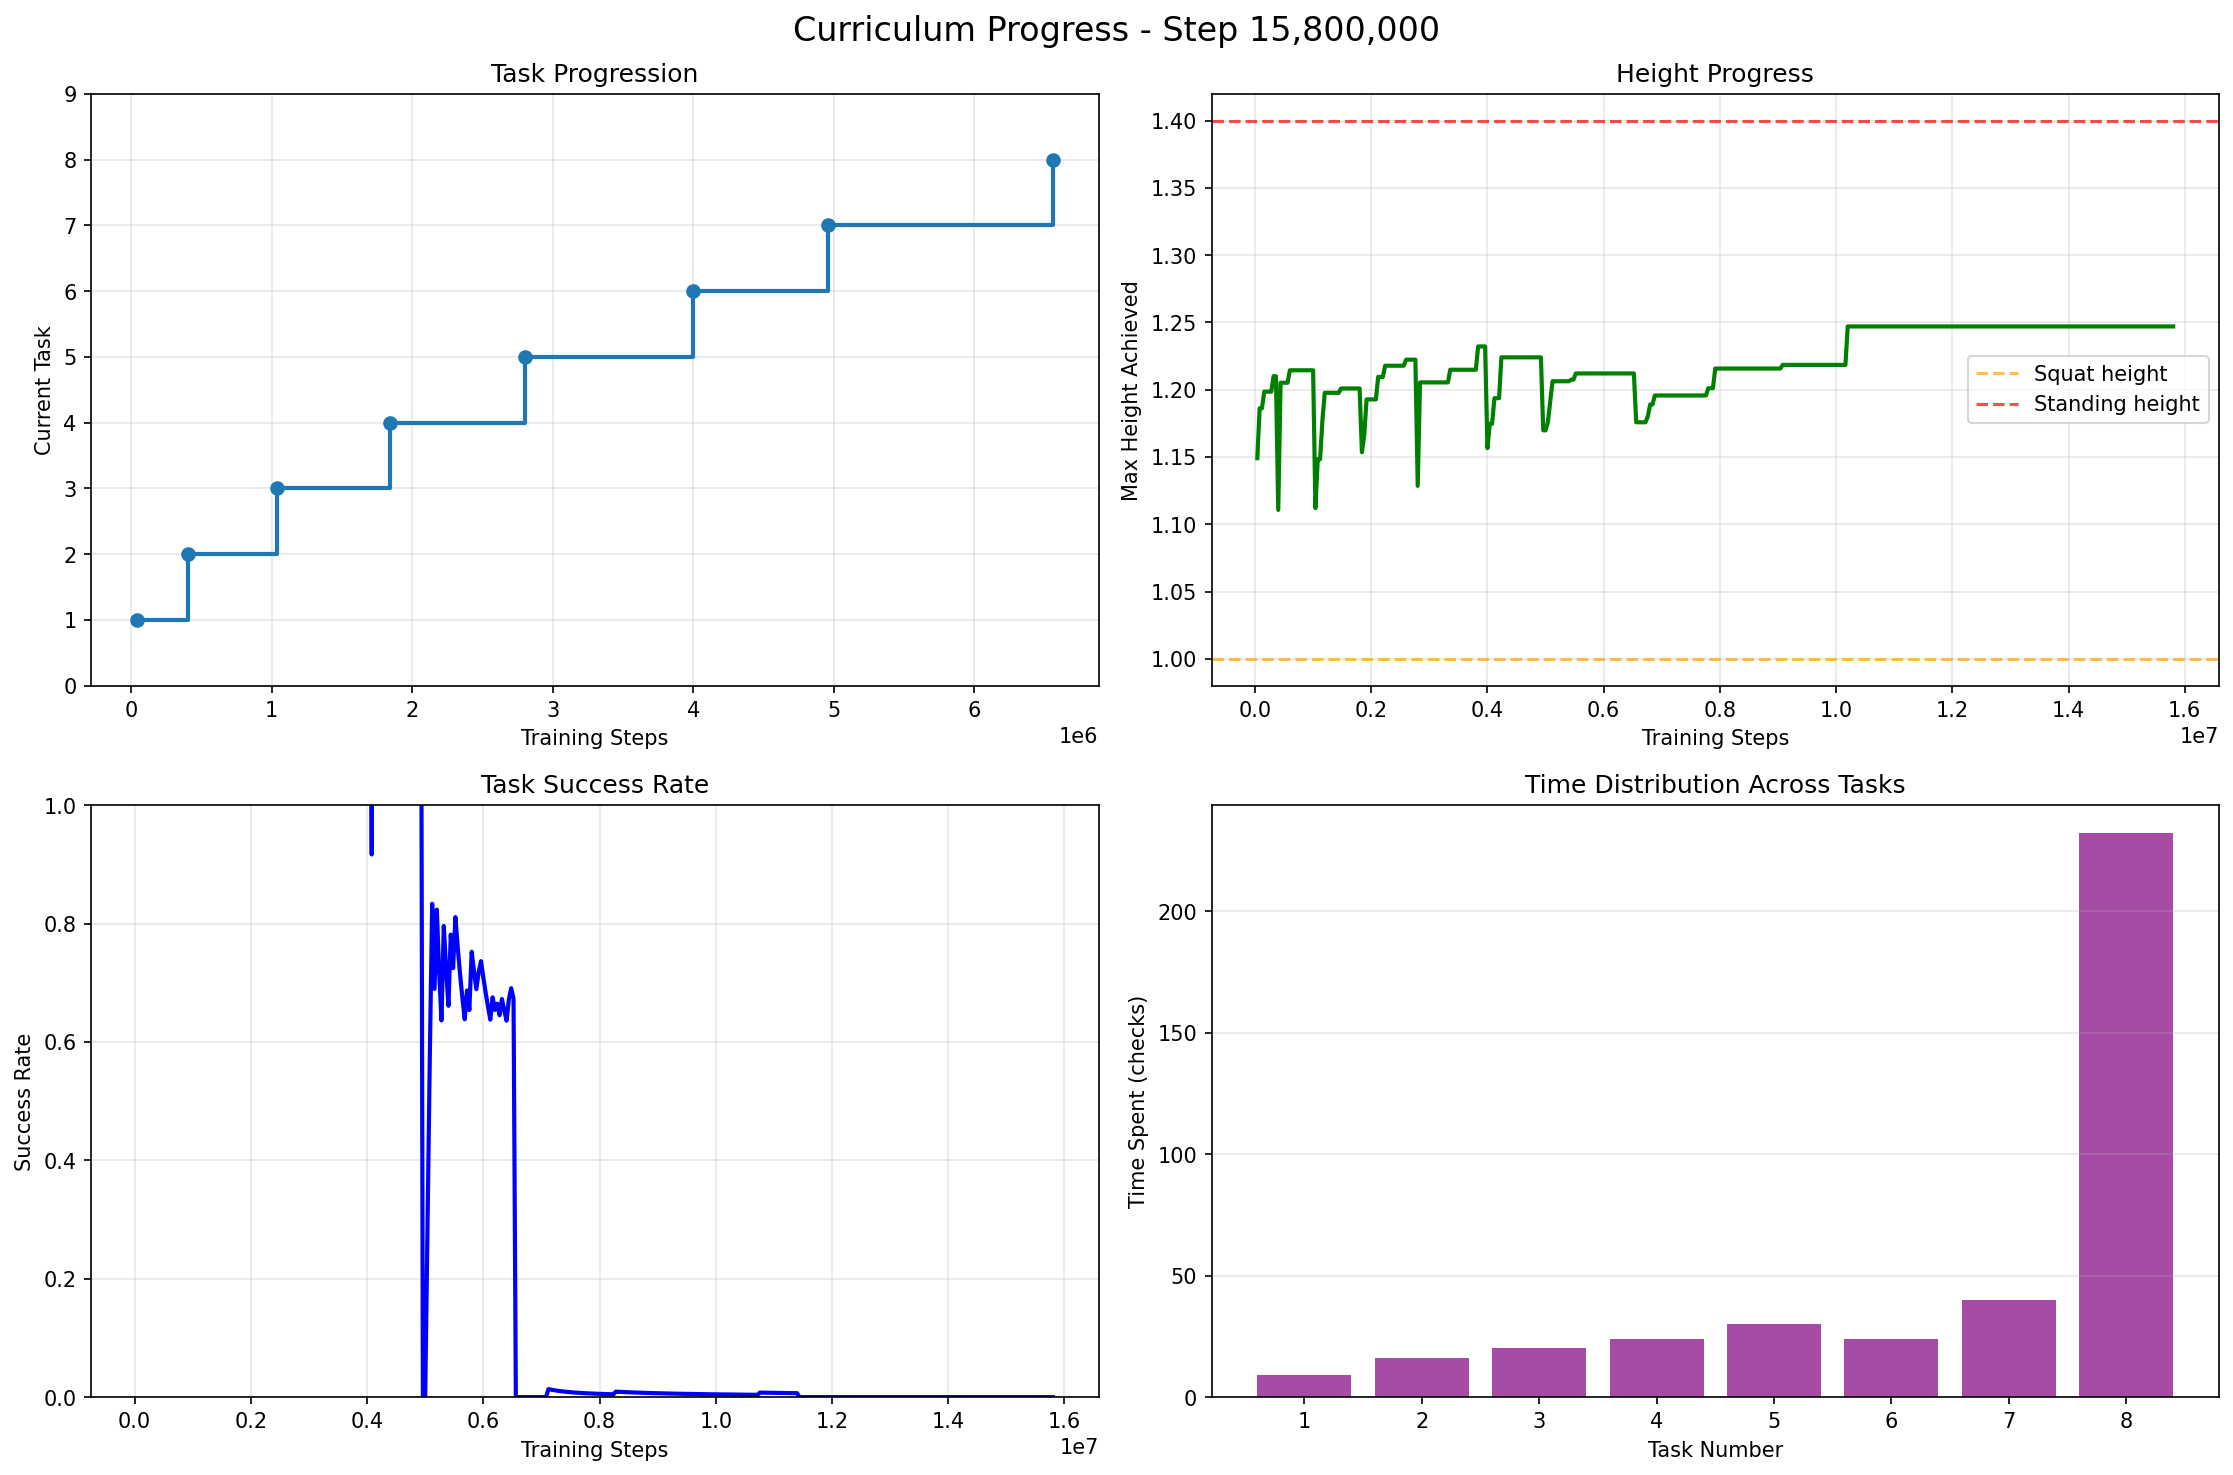 Curriculum Progress - Step 15,800,000
Task Progression
9
8
7
6
5
4
3
2
1
0
Current Task
0 1 2 3 4 5 6
1e6
Training Steps
Height Progress
1.40
1.35
1.30
1.25
1.20
1.15
1.10
1.05
1.00
Max Height Achieved
Squat height
Standing height
0.0 0.2 0.4 0.6 0.8 1.0 1.2 1.4 1.6
1e7
Training Steps
Task Success Rate
1.0
0.8
0.6
0.4
0.2
0.0
Success Rate
0.0 0.2 0.4 0.6 0.8 1.0 1.2 1.4 1.6
1e7
Training Steps
Time Distribution Across Tasks
200
150
100
50
0
Time Spent (checks)
1 2 3 4 5 6 7 8
Task Number